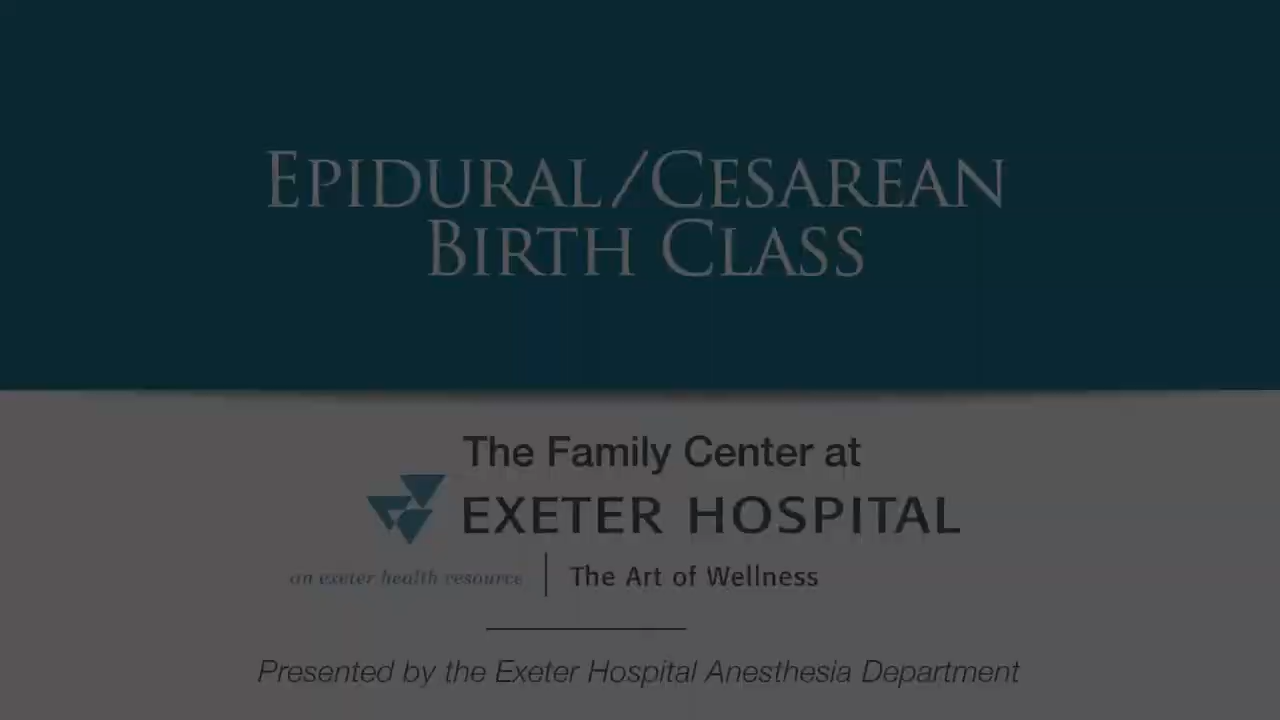 EPIDURAL/CESAREAN
BIRTH CLASS
The Family Center at
EXETER HOSPITAL
an exeter health resource | The Art of Wellness
Presented by the Exeter Hospital Anesthesia Department